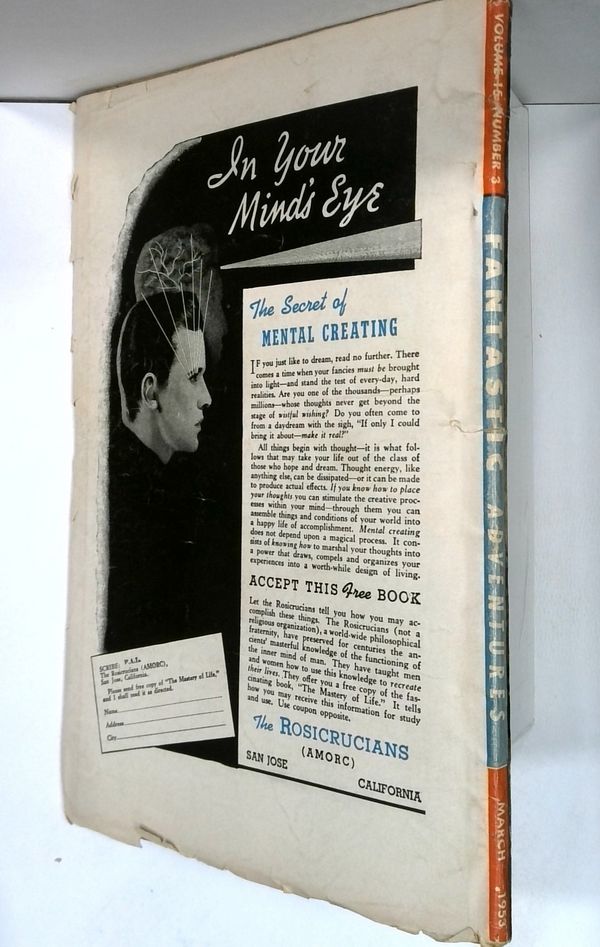 In Your
Mind's Eye
The Secret of
MENTAL CREATING
IF you just like to dream, read no further. There
comes a time when your fancies must be brought
into light—and stand the test of every-day, hard
realities. Are you one of the thousands—perhaps
millions—whose thoughts never get beyond the
stage of wistful wishing? Do you often come to
from a daydream with the sigh, "If only I could
bring it about—make it real?"
All things begin with thought—it is what fol-
lows that may take your life out of the class of
those who hope and dream. Thought energy, like
anything else, can be dissipated—or it can be made
to produce actual effects. If you know how to place
your thoughts you can stimulate the creative proc-
esses within your mind—through them you can
assemble things and conditions of your world into
a happy life of accomplishment. Mental creating
does not depend upon a magical process. It con-
sists of knowing how to marshal your thoughts into
a power that draws, compels and organizes your
experiences into a worth-while design of living.
ACCEPT THIS Free BOOK
Let the Rosicrucians tell you how you may ac-
complish these things. The Rosicrucians (not a
religious organization), a world-wide philosophical
fraternity, have preserved for centuries the an-
cients' masterful knowledge of the functioning of
the inner mind of man. They have taught men
and women how to use this knowledge to recreate
their lives. They offer you a free copy of the fas-
cinating book, "The Mastery of Life." It tells
how you may receive this information for study
and use. Use coupon opposite.
The ROSICRUCIANS
(AMORC)
SAN JOSE
CALIFORNIA
SCRIBE: F.A.L.
The Rosicrucians (AMORC),
San Jose, California.
Please send free copy of "The Mastery of Life,"
and I shall read it as directed.
Name
Address
City
VOLUME 15 NUMBER 3
FANTASTIC ADVENTURES
MARCH, 1953